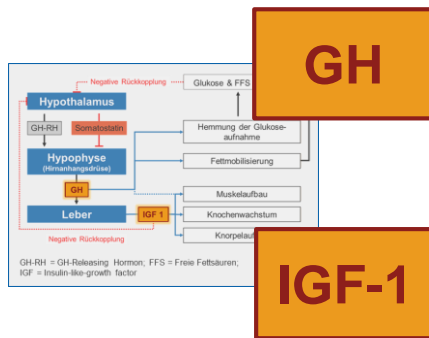 GH
Negative Rückkopplung
Glukose & FFS
Hypothalamus
GH-RH
Somatostatin
Hemmung der Glukose-
aufnahme
Hypophyse
(Hirnanhangsdrüse)
Fettmobilisierung
GH
Muskelaufbau
Leber
IGF 1
Knochenwachstum
Negative Rückkopplung
GH-RH = GH-Releasing Hormon; FFS = Freie Fettsäuren;
IGF = Insulin-like-growth factor
IGF-1